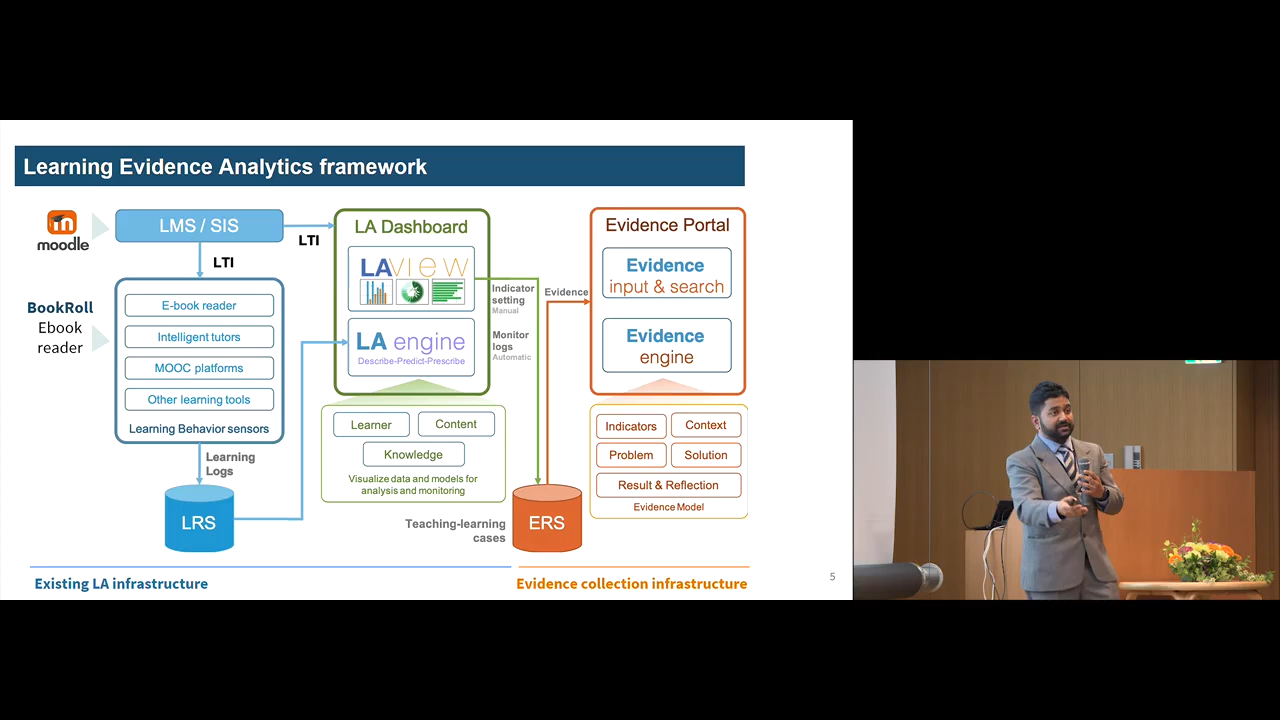 Learning Evidence Analytics framework
moodle
LMS / SIS
LTI
LTI
BookRoll
Ebook
reader
E-book reader
Intelligent tutors
MOOC platforms
Other learning tools
Learning Behavior sensors
Learning
Logs
LRS
LA Dashboard
LAVIEW
LA engine
Describe-Predict-Prescribe
Learner
Content
Knowledge
Visualize data and models for
analysis and monitoring
Indicator
setting
Manual
Monitor
logs
Automatic
Evidence
Teaching-learning
cases
ERS
Evidence Portal
Evidence
input & search
Evidence
engine
Indicators
Context
Problem
Solution
Result & Reflection
Evidence Model
Existing LA infrastructure
Evidence collection infrastructure
5